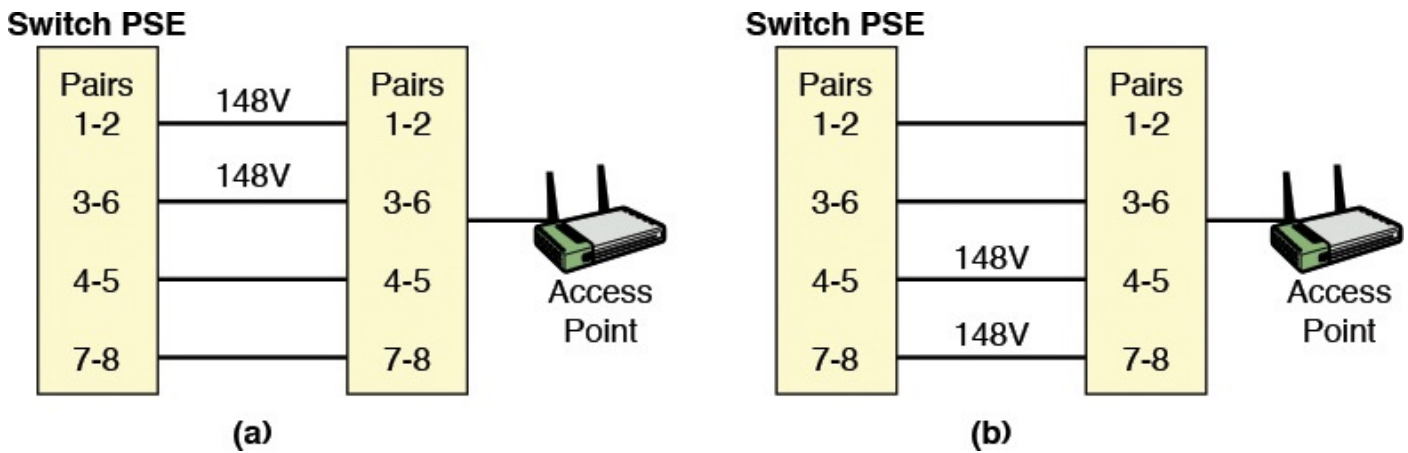 Switch PSE
Pairs
1-2
3-6
4-5
7-8
148V
148V
Pairs
1-2
3-6
4-5
7-8
Access
Point
(a)
Switch PSE
Pairs
1-2
3-6
4-5
7-8
148V
148V
Pairs
1-2
3-6
4-5
7-8
Access
Point
(b)